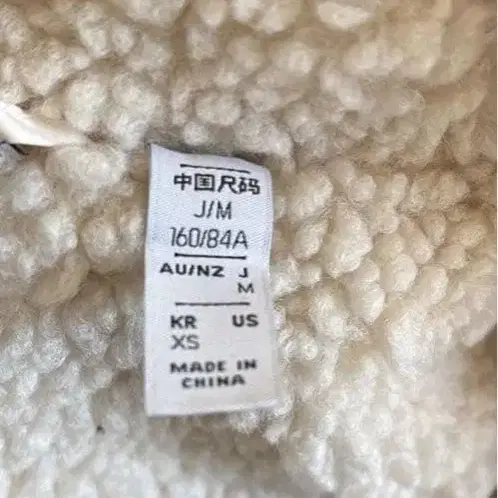 中国尺码
J/M
160/84A
AU/NZ J
M
KR US
XS
MADE IN
CHINA